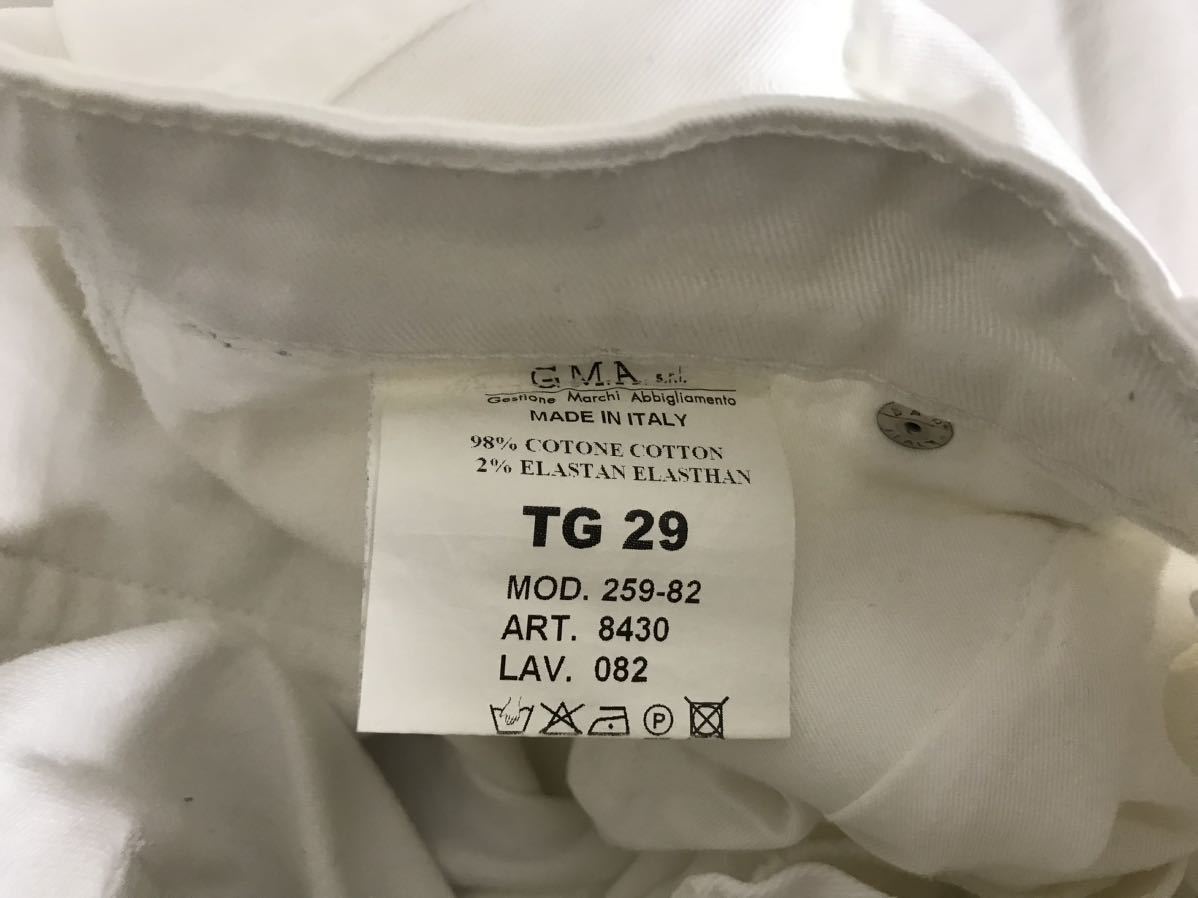 G.M.A. s.r.l.
Gestione Marchi Abbigliamento
MADE IN ITALY
98% COTONE COTTON
2% ELASTAN ELASTHAN
TG 29
MOD. 259-82
ART. 8430
LAV. 082
P